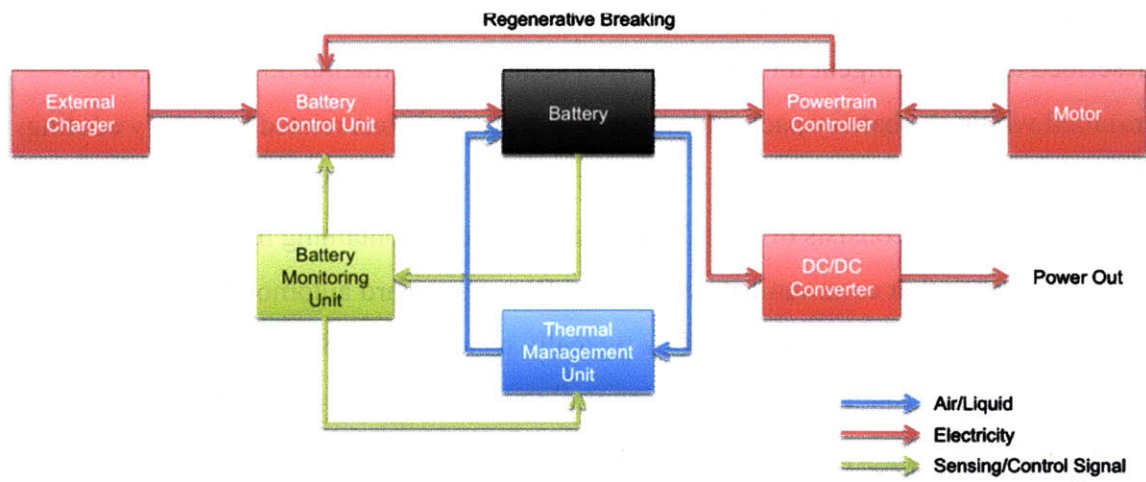 Regenerative Breaking
External
Charger
Battery
Control Unit
Battery
Powertrain
Controller
Motor
Battery
Monitoring
Unit
DC/DC
Converter
Power Out
Thermal
Management
Unit
Air/Liquid
Electricity
Sensing/Control Signal